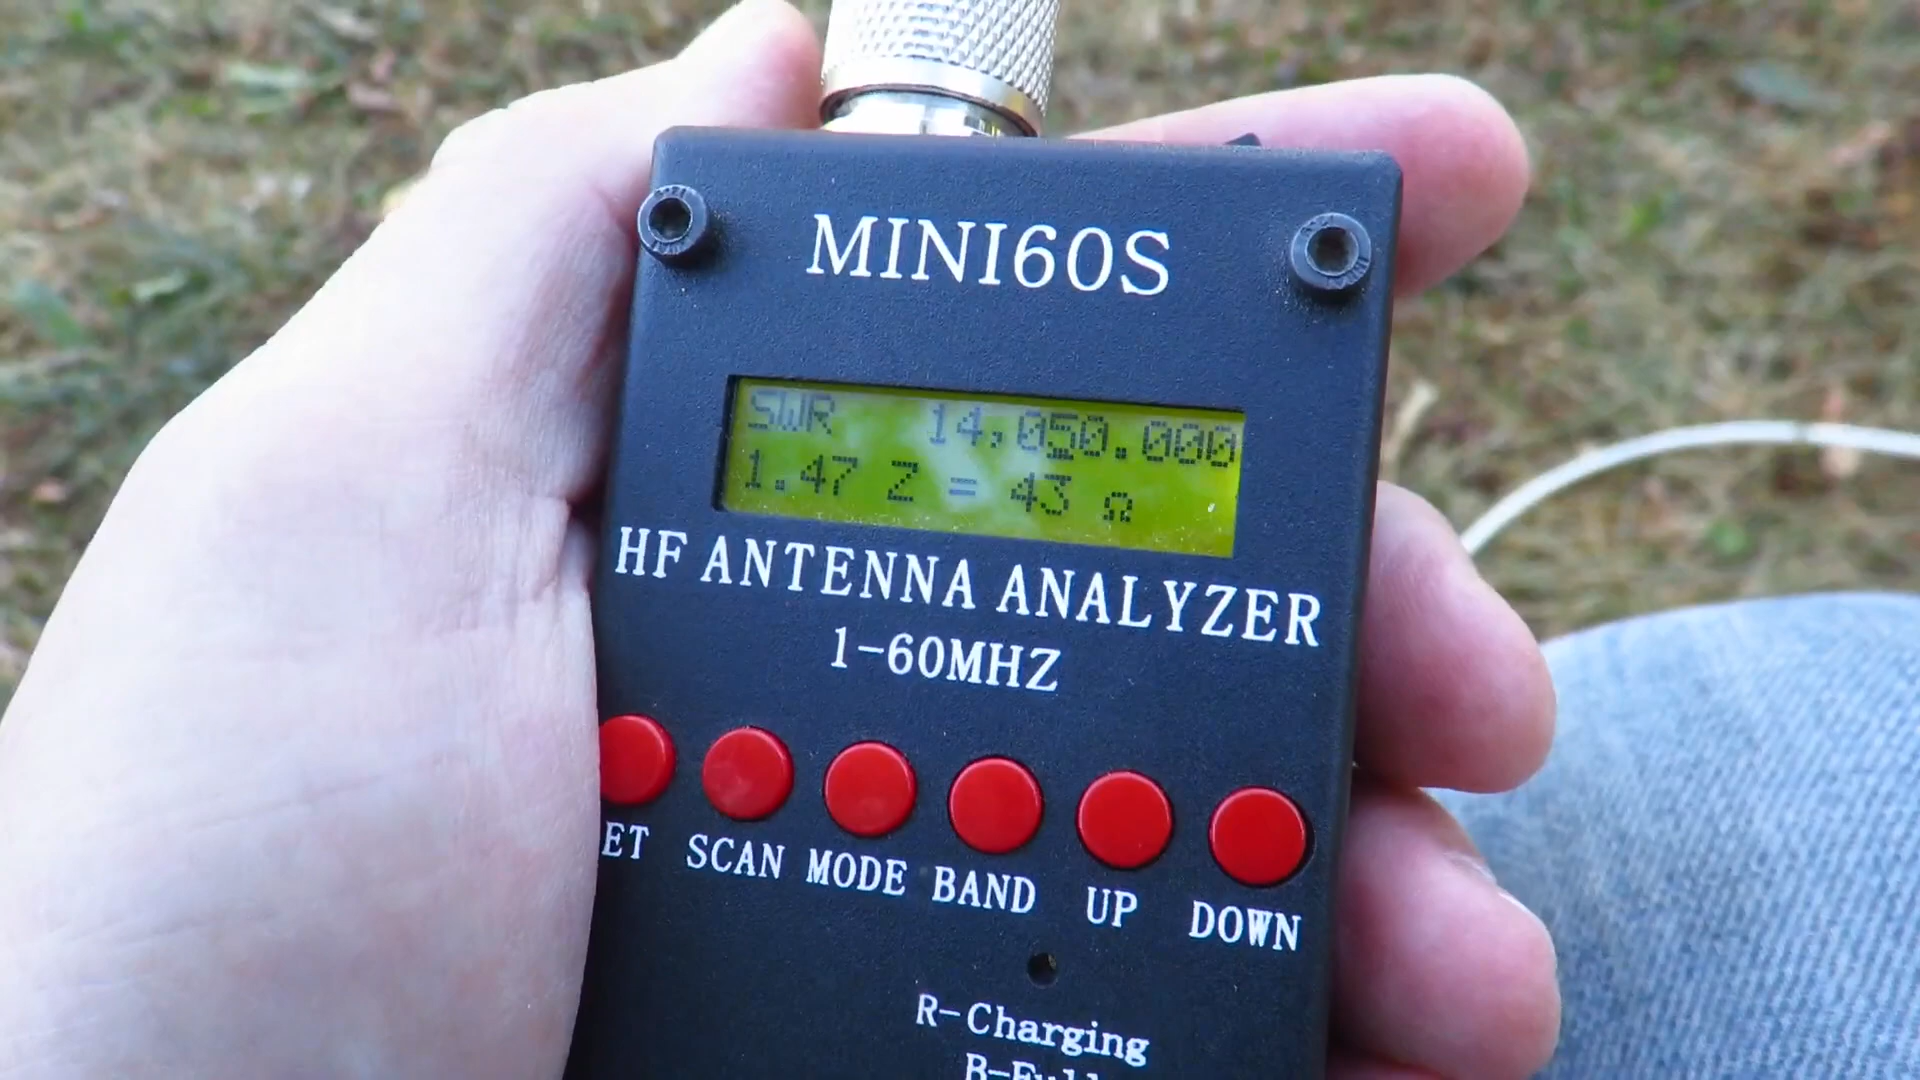 MINI60S
SWR 14,050.000
1.47 Z = 43 Ω
HF ANTENNA ANALYZER
1-60MHZ
ET SCAN MODE BAND UP DOWN
R-Charging